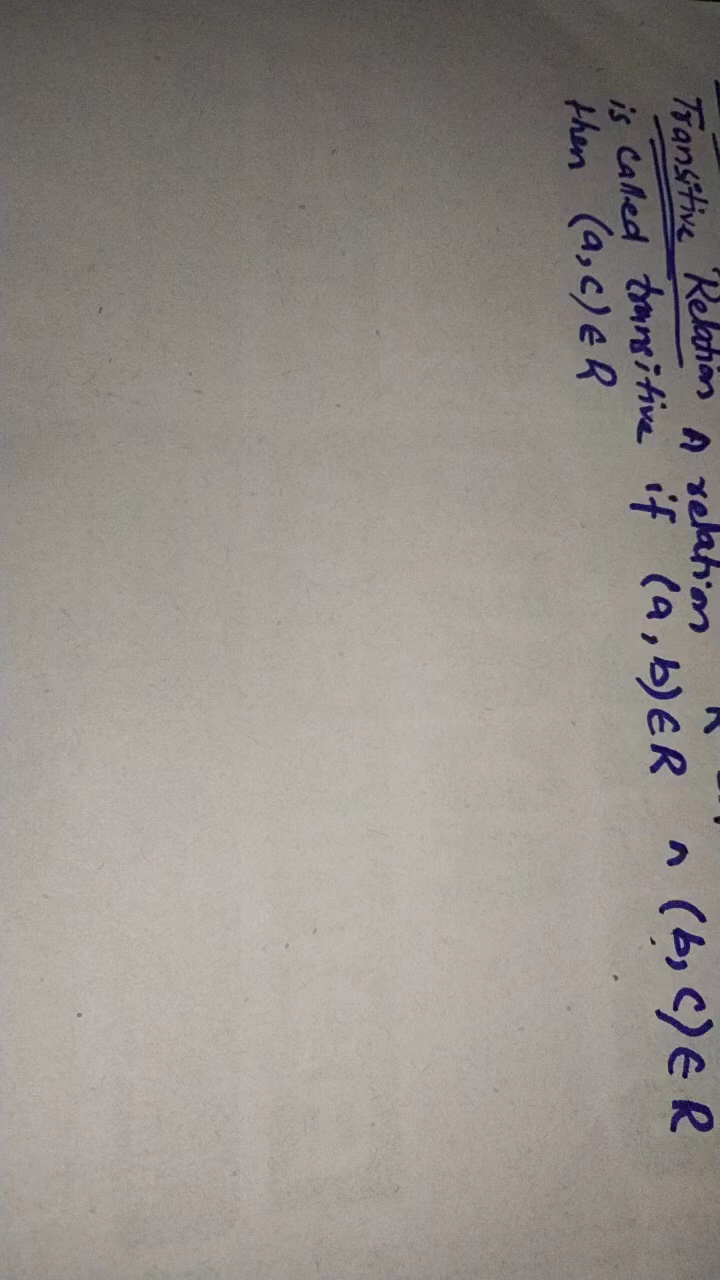 Transitive Relation A relation R
is called transitive if (a, b) ∈ R ∧ (b, c) ∈ R
then (a, c) ∈ R